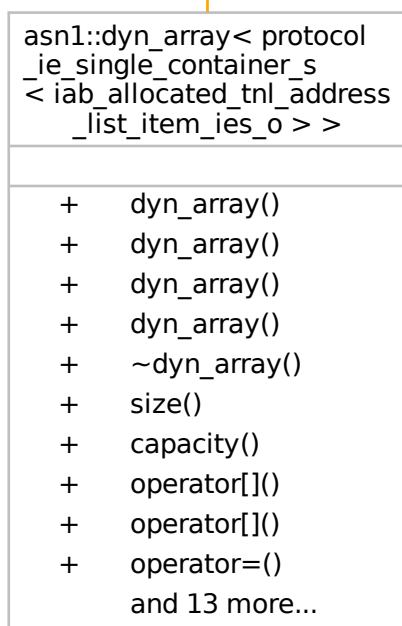 asn1::dyn_array< protocol
_ie_single_container_s
< iab_allocated_tnl_address
_list_item_ies_o > >
+ dyn_array()
+ dyn_array()
+ dyn_array()
+ dyn_array()
+ ~dyn_array()
+ size()
+ capacity()
+ operator[]()
+ operator[]()
+ operator=()
and 13 more...